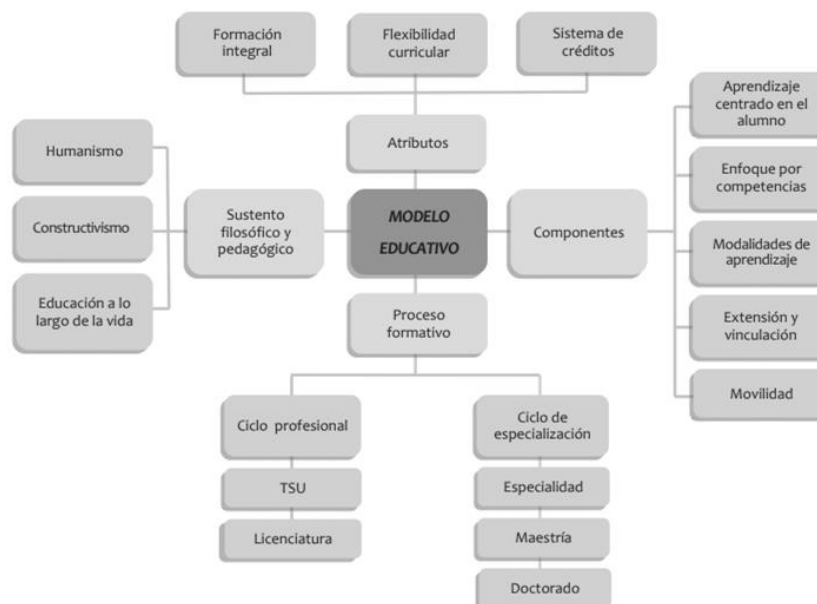 Formación
integral
Flexibilidad
curricular
Sistema de
créditos
Atributos
Humanismo
Constructivismo
Educación a lo
largo de la vida
Sustento
filosófico y
pedagógico
MODELO
EDUCATIVO
Componentes
Aprendizaje
centrado en el
alumno
Enfoque por
competencias
Modalidades de
aprendizaje
Extensión y
vinculación
Movilidad
Proceso
formativo
Ciclo profesional
TSU
Licenciatura
Ciclo de
especialización
Especialidad
Maestría
Doctorado